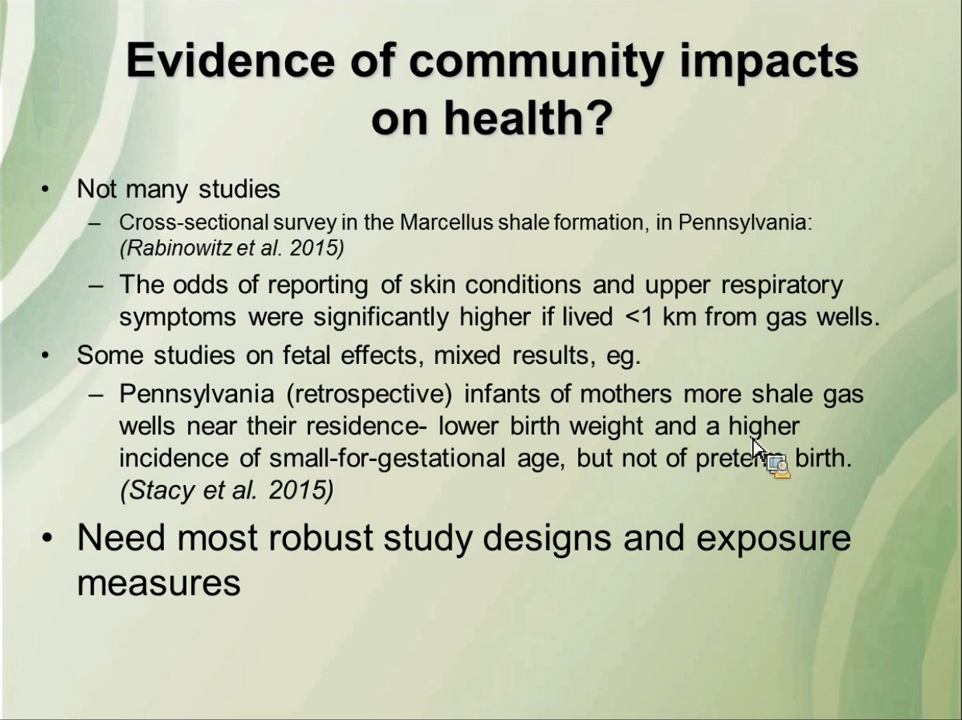 Evidence of community impacts
on health?
• Not many studies
– Cross-sectional survey in the Marcellus shale formation, in Pennsylvania:
(Rabinowitz et al. 2015)
– The odds of reporting of skin conditions and upper respiratory
symptoms were significantly higher if lived <1 km from gas wells.
• Some studies on fetal effects, mixed results, eg.
– Pennsylvania (retrospective) infants of mothers more shale gas
wells near their residence- lower birth weight and a higher
incidence of small-for-gestational age, but not of preterm birth.
(Stacy et al. 2015)
• Need most robust study designs and exposure
measures